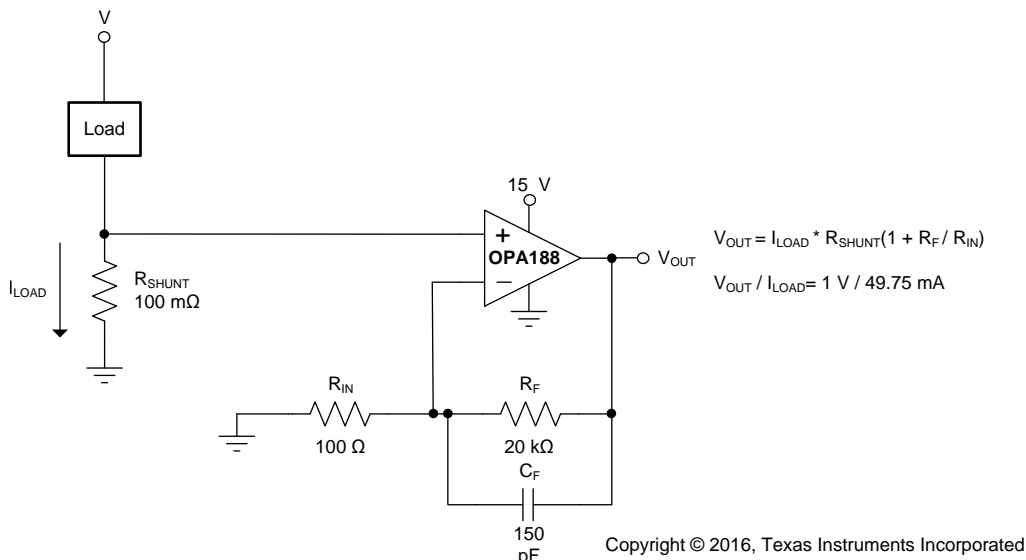 V
Load
I_LOAD
R_SHUNT
100 mΩ
15 V
+
OPA188
−
V_OUT
V_OUT = I_LOAD * R_SHUNT(1 + R_F / R_IN)
V_OUT / I_LOAD= 1 V / 49.75 mA
R_IN
100 Ω
R_F
20 kΩ
C_F
150
pF
Copyright © 2016, Texas Instruments Incorporated